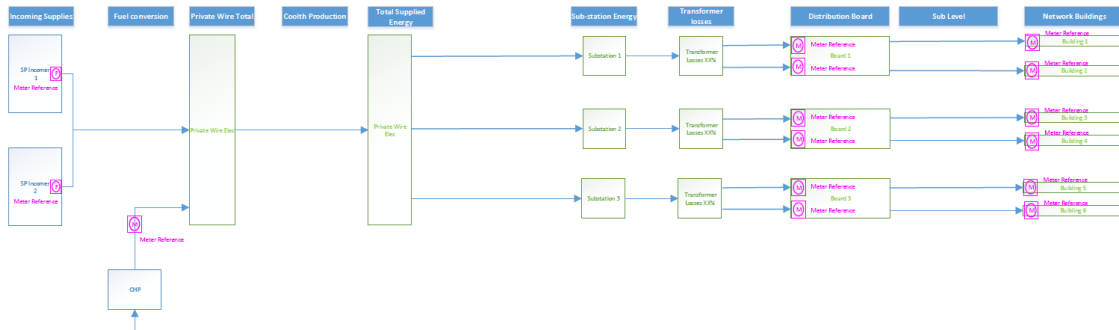 Incoming Supplies
Fuel conversion
Private Wire Total
Coolth Production
Total Supplied
Energy
Sub-station Energy
Transformer
losses
Distribution Board
Sub Level
Network Buildings
SP Incomer
1
Meter Reference
P
SP Incomer
2
Meter Reference
P
M
Meter Reference
CHP
Private Wire Elec
Private Wire
Elec
Substation 1
Transformer
Losses XX%
M
Meter Reference
Board 1
M
Meter Reference
Meter Reference
M
Building 1
M
Meter Reference
Building 2
Substation 2
Transformer
Losses XX%
M
Meter Reference
Board 2
M
Meter Reference
M
Meter Reference
Building 3
M
Meter Reference
Building 4
Substation 3
Transformer
Losses XX%
M
Meter Reference
Board 3
M
Meter Reference
M
Meter Reference
Building 5
M
Meter Reference
Building 6